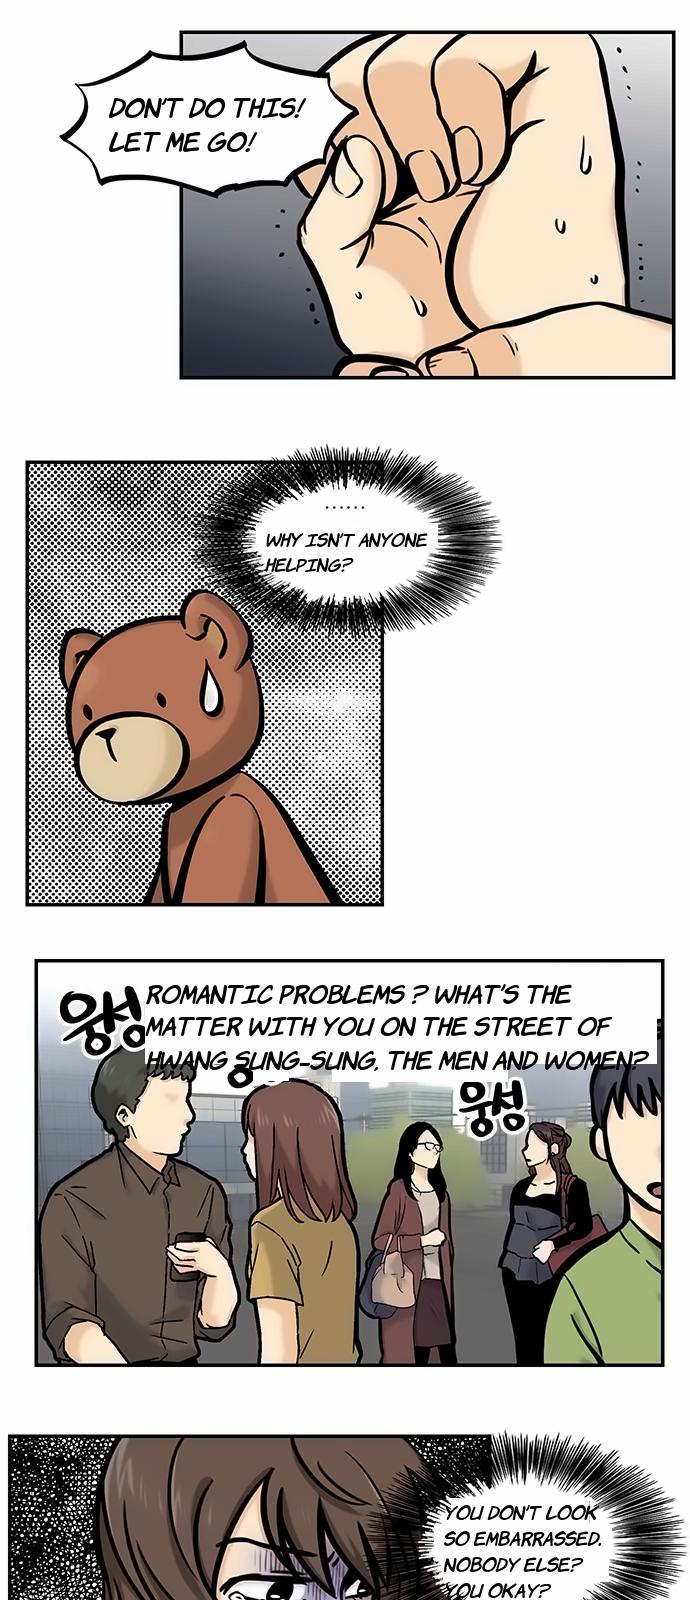 DON'T DO THIS!
LET ME GO!
......
WHY ISN'T ANYONE
HELPING?
웅성
ROMANTIC PROBLEMS? WHAT'S THE
MATTER WITH YOU ON THE STREET OF
HWANG SUNG-SUNG. THE MEN AND WOMEN?
웅성
YOU DON'T LOOK
SO EMBARRASSED.
NOBODY ELSE?
YOU OKAY?